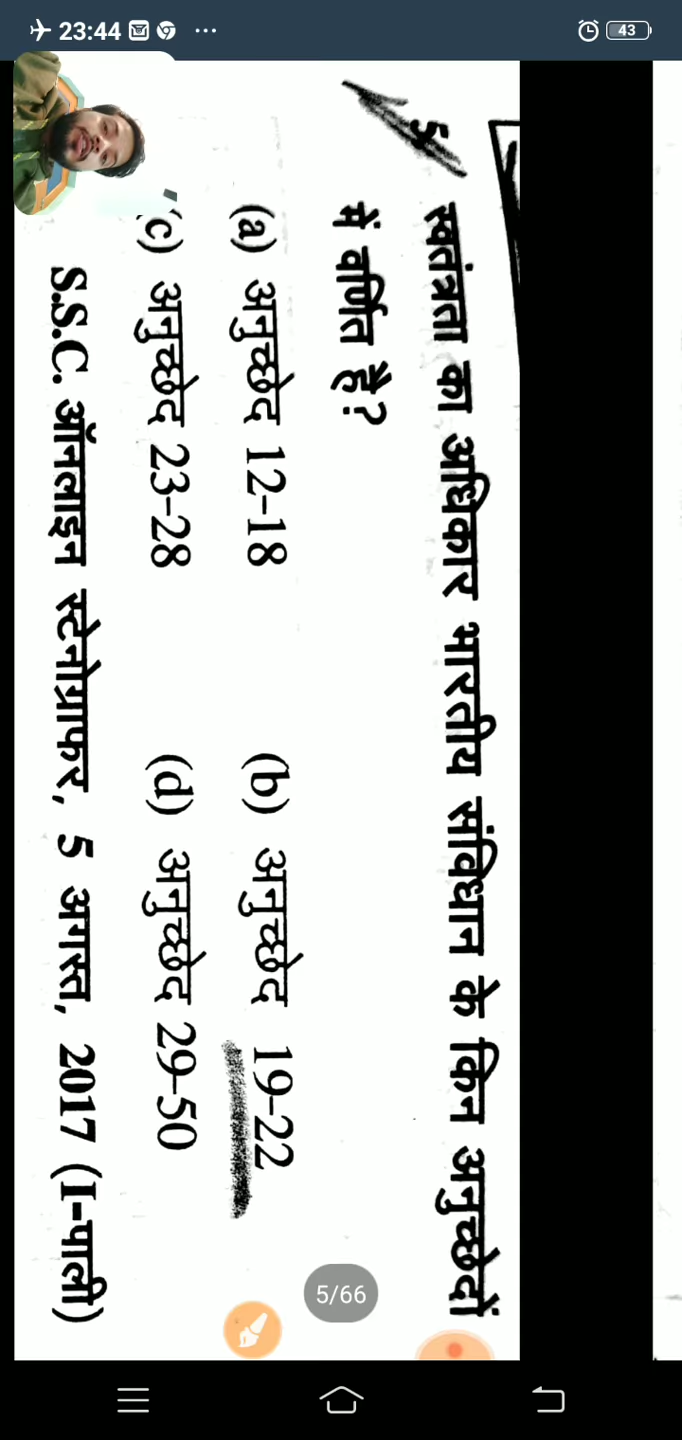 23:44
43
5.
स्वतंत्रता का अधिकार भारतीय संविधान के किन अनुच्छेदों
में वर्णित है?
(a) अनुच्छेद 12-18
(b) अनुच्छेद 19-22
(c) अनुच्छेद 23-28
(d) अनुच्छेद 29-50
S.S.C. ऑनलाइन स्टेनोग्राफर, 5 अगस्त, 2017 (I-पाली)
5/66